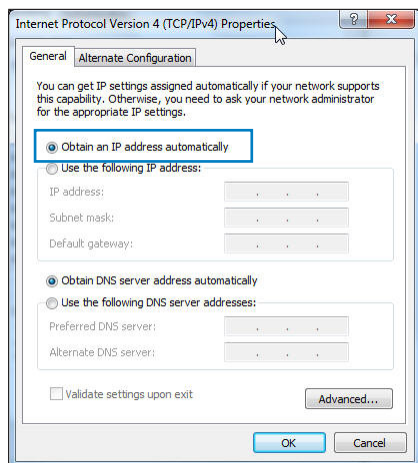 Internet Protocol Version 4 (TCP/IPv4) Properties
General
Alternate Configuration
You can get IP settings assigned automatically if your network supports
this capability. Otherwise, you need to ask your network administrator
for the appropriate IP settings.
Obtain an IP address automatically
Use the following IP address:
IP address:
Subnet mask:
Default gateway:
Obtain DNS server address automatically
Use the following DNS server addresses:
Preferred DNS server:
Alternate DNS server:
Validate settings upon exit
Advanced...
OK
Cancel